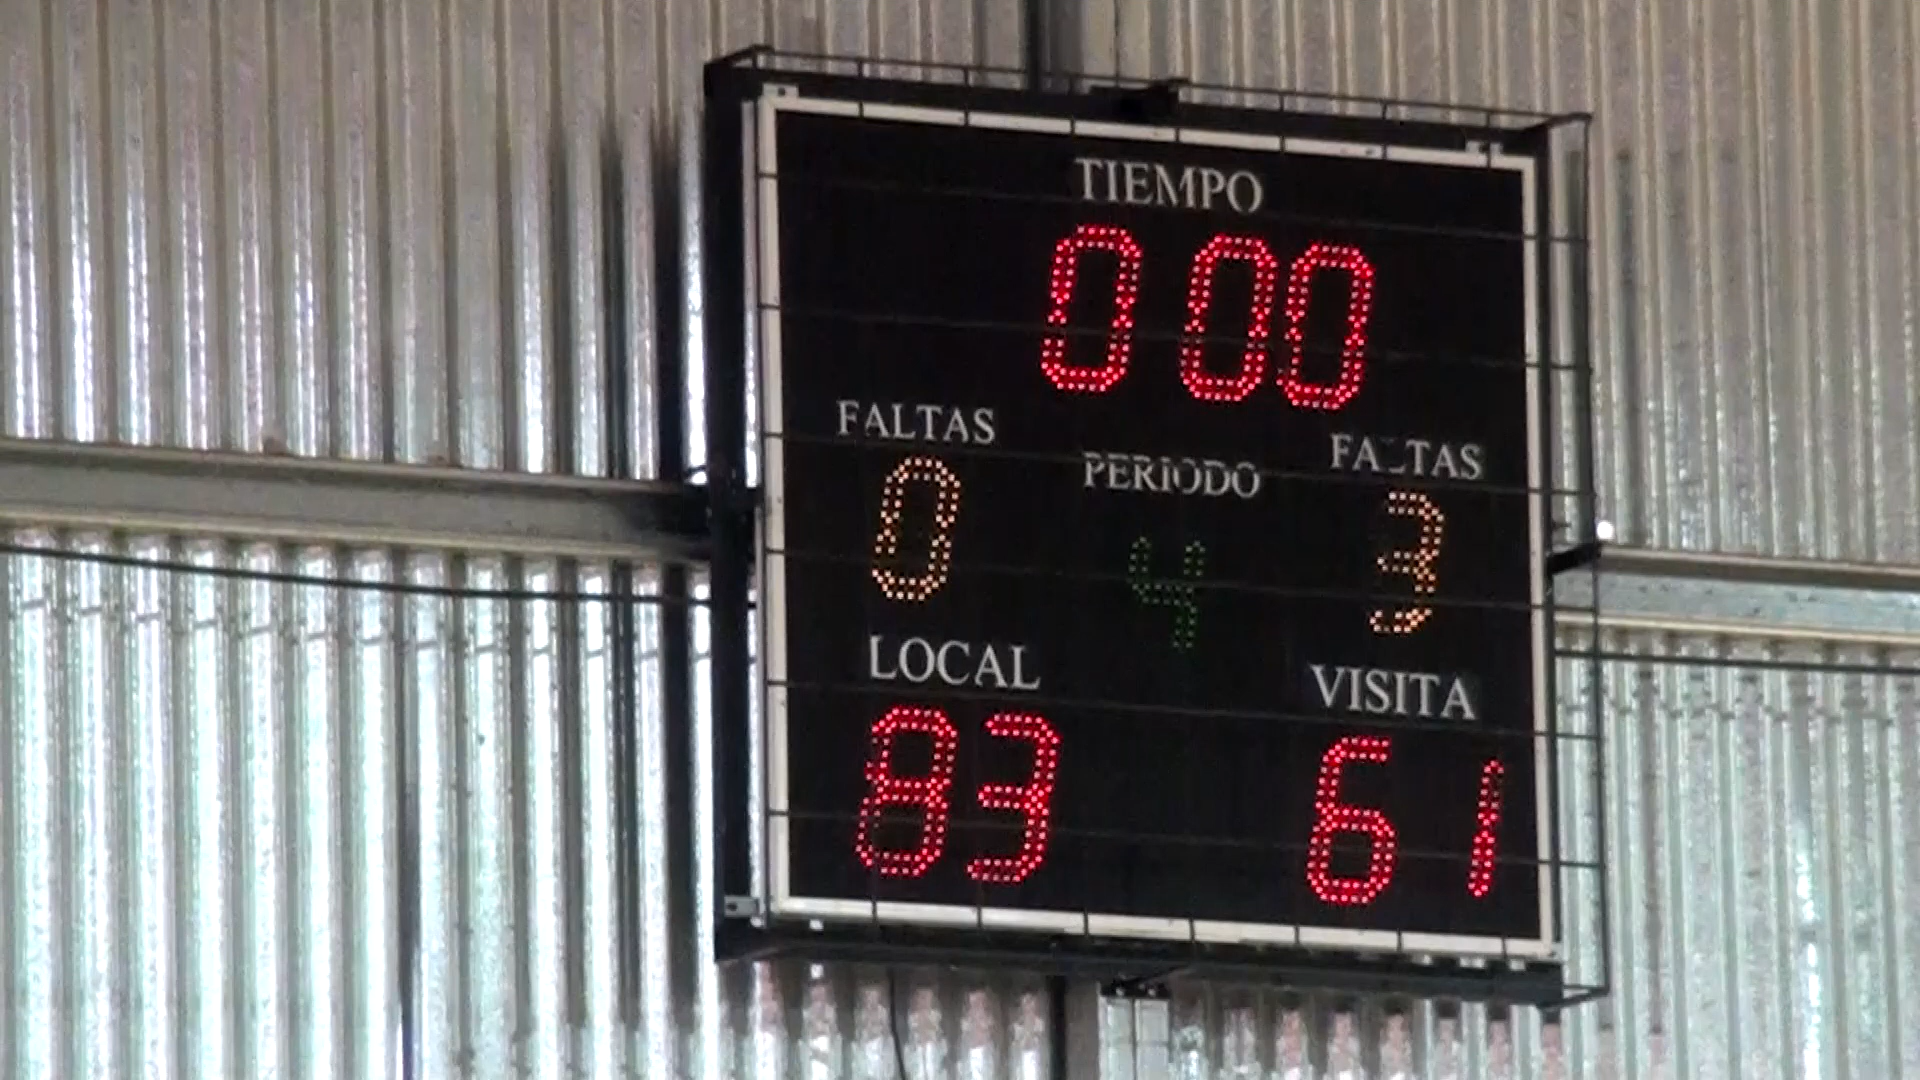 TIEMPO
0 00
FALTAS PERIODO FALTAS
0 4 3
LOCAL VISITA
83 61